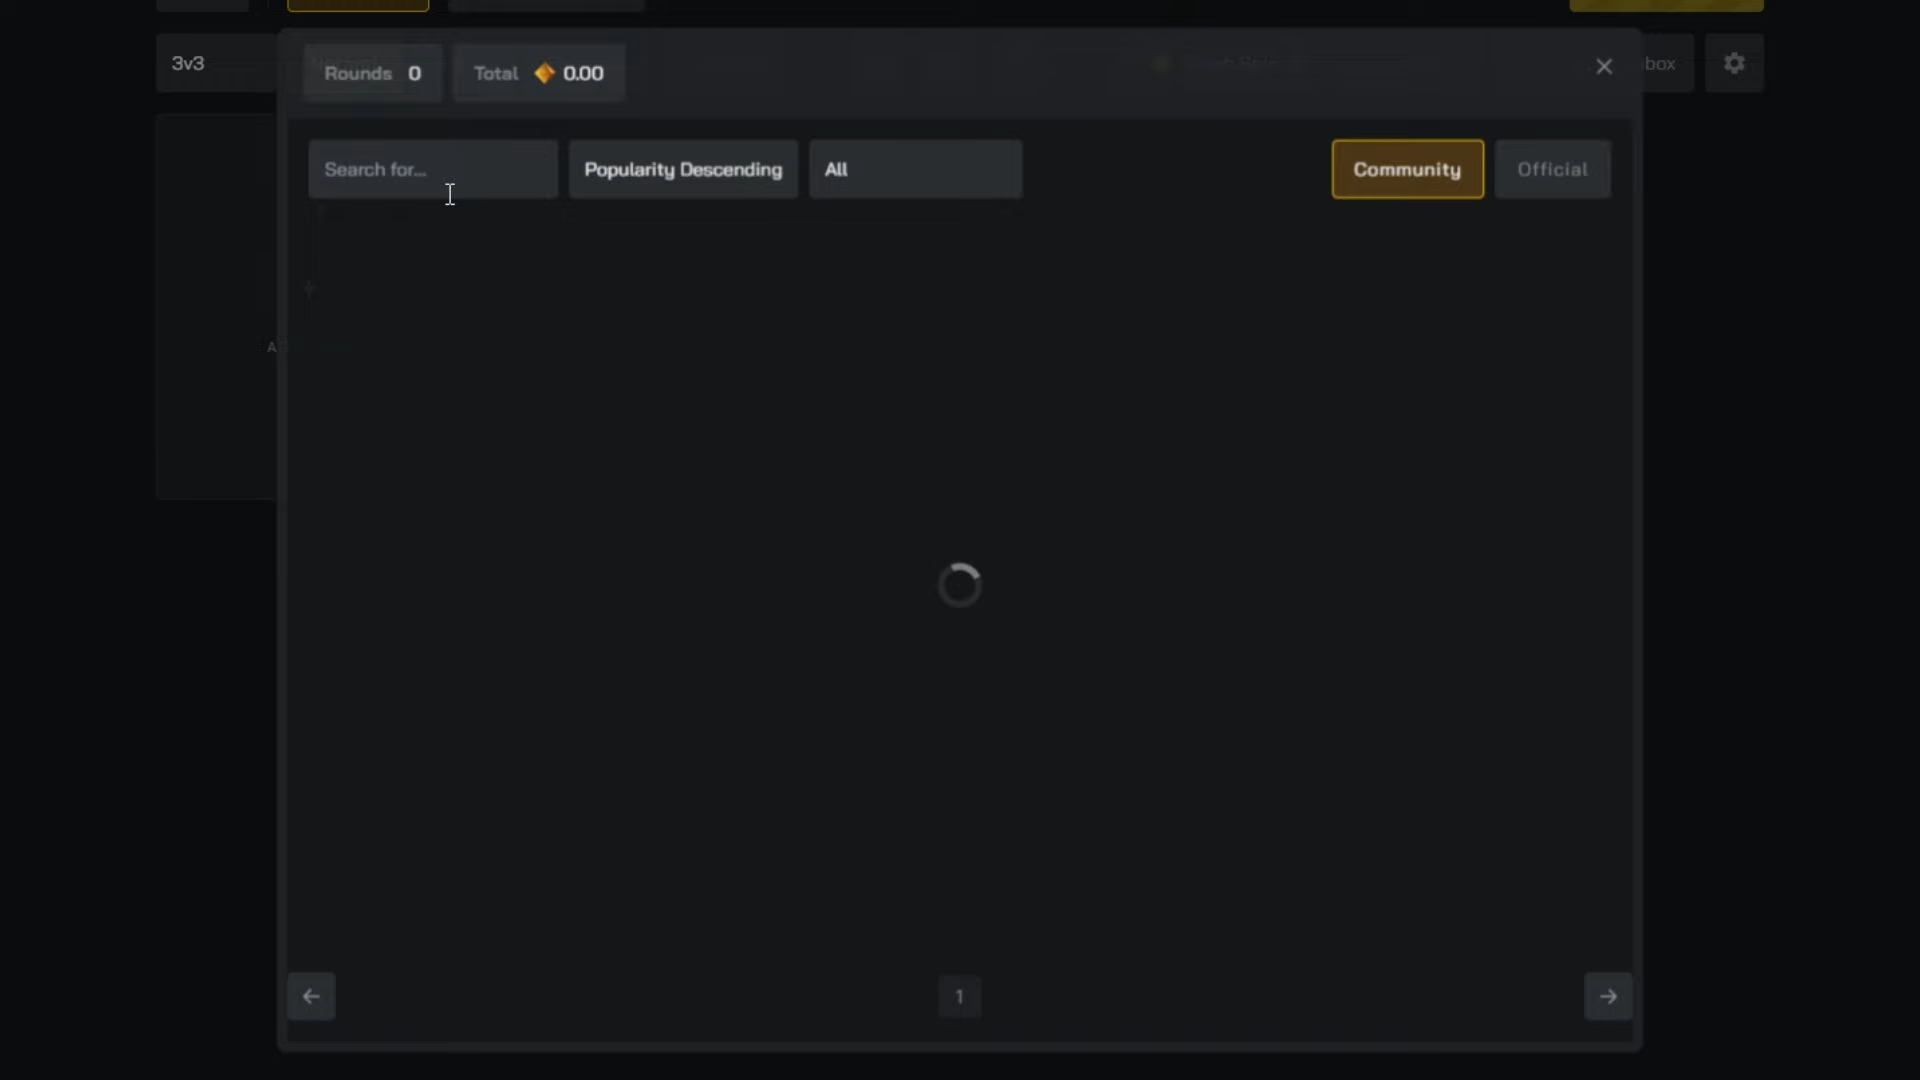 3v3
Rounds 0
Total 0.00
box
Search for...
Popularity Descending
All
Community
Official
A
1